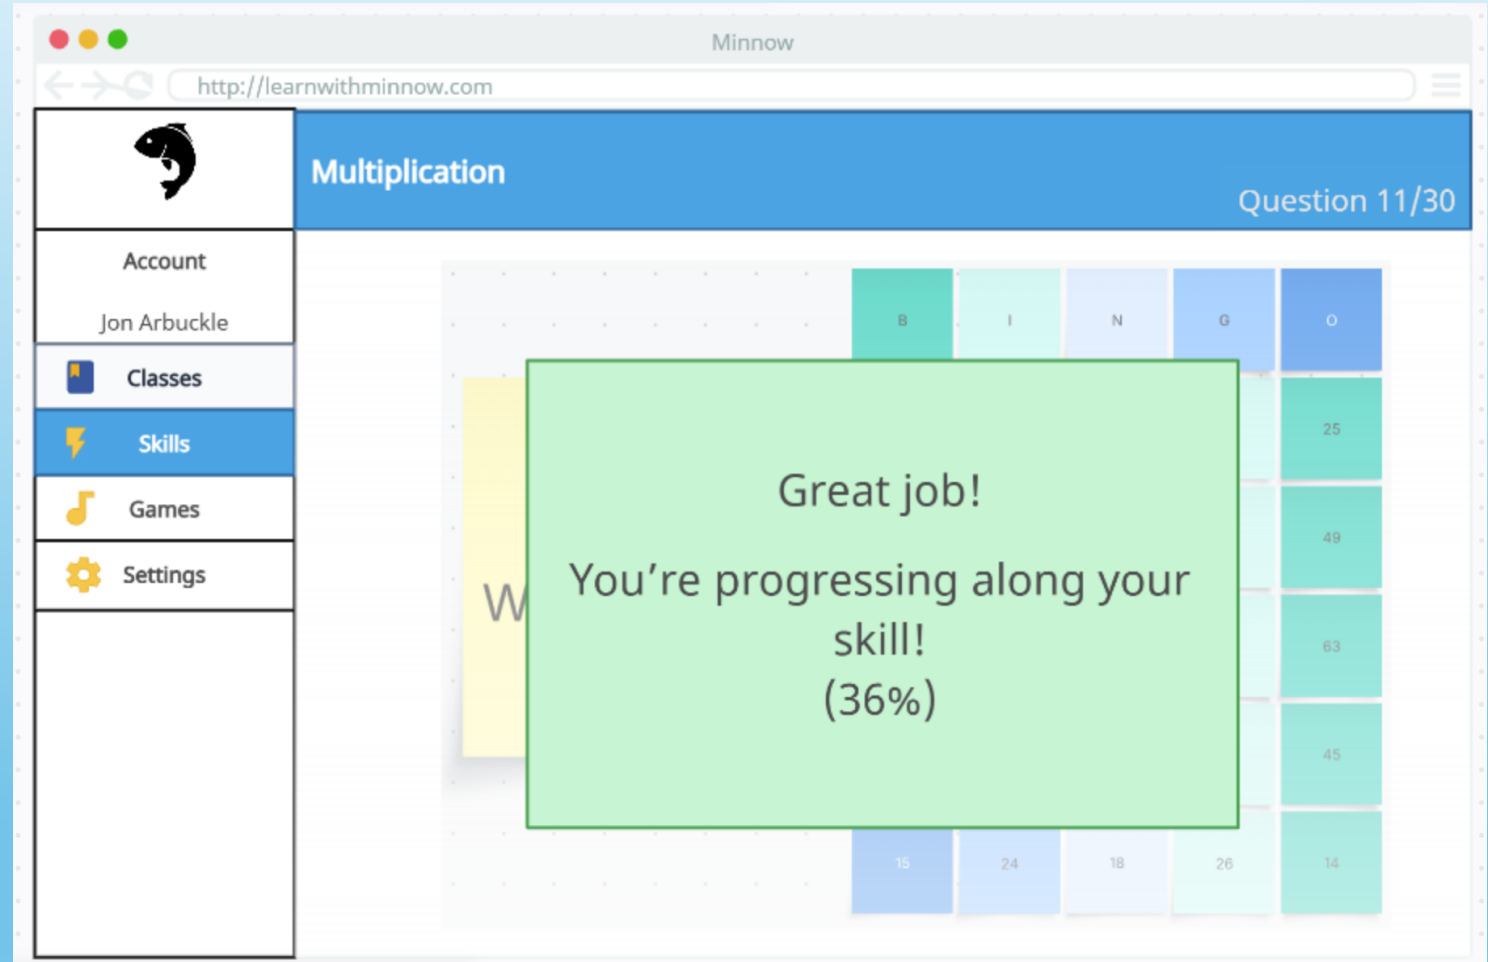 Minnow
http://learnwithminnow.com
Multiplication
Question 11/30
Account
Jon Arbuckle
Classes
Skills
Games
Settings
B I N G O
25
49
63
45
15 24 18 26 14
W
Great job!
You’re progressing along your
skill!
(36%)